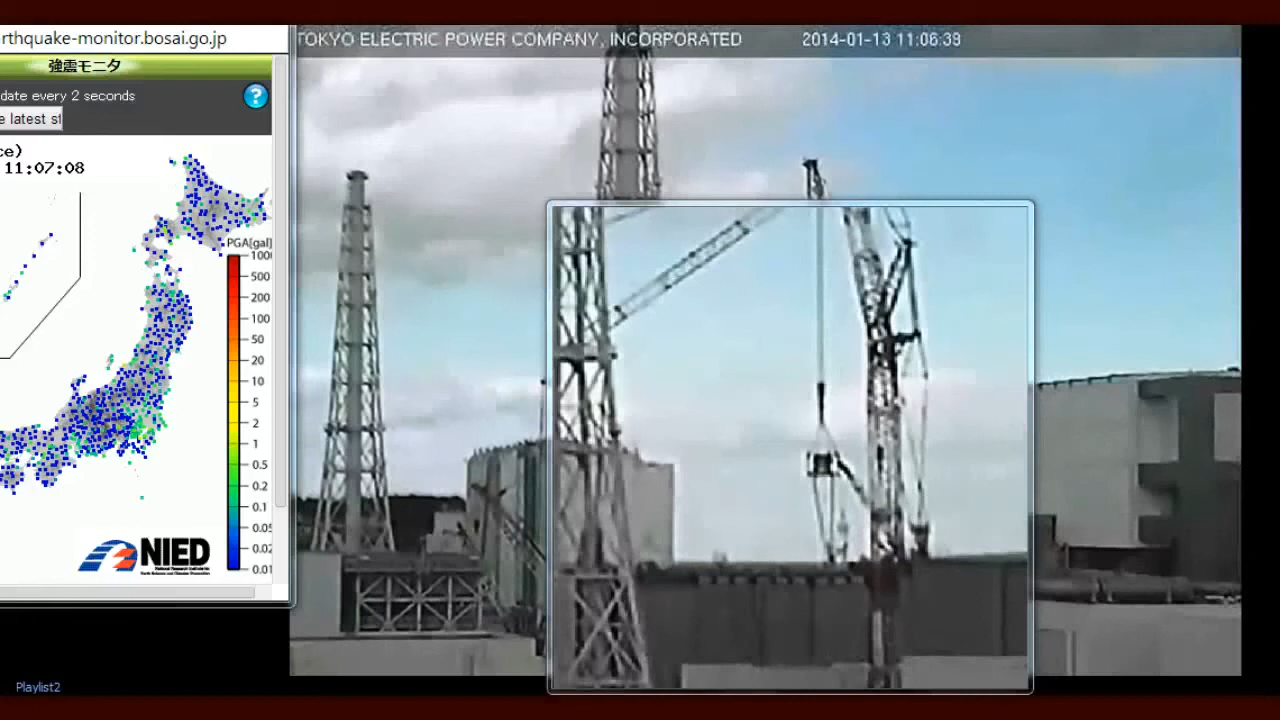 rthquake-monitor.bosai.go.jp
強震モニタ
date every 2 seconds
?
e latest st
ce)
11:07:08
PGA[gal]
1000
500
200
100
50
20
10
5
2
1
0.5
0.2
0.1
0.05
0.02
0.01
NIED
TOKYO ELECTRIC POWER COMPANY, INCORPORATED
2014-01-13 11:06:39
Playlist2